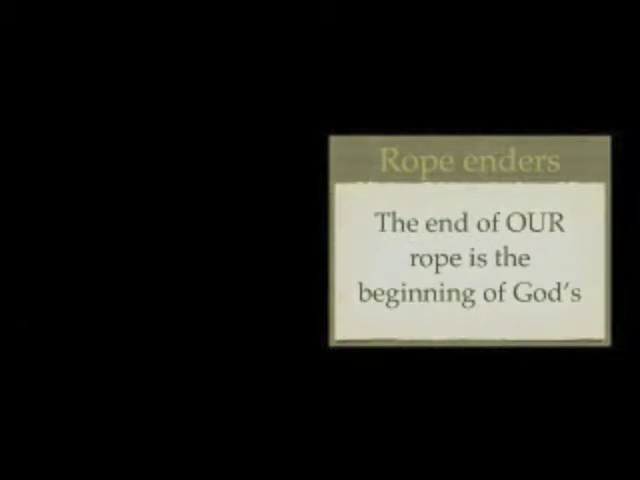 Rope enders
The end of OUR
rope is the
beginning of God's